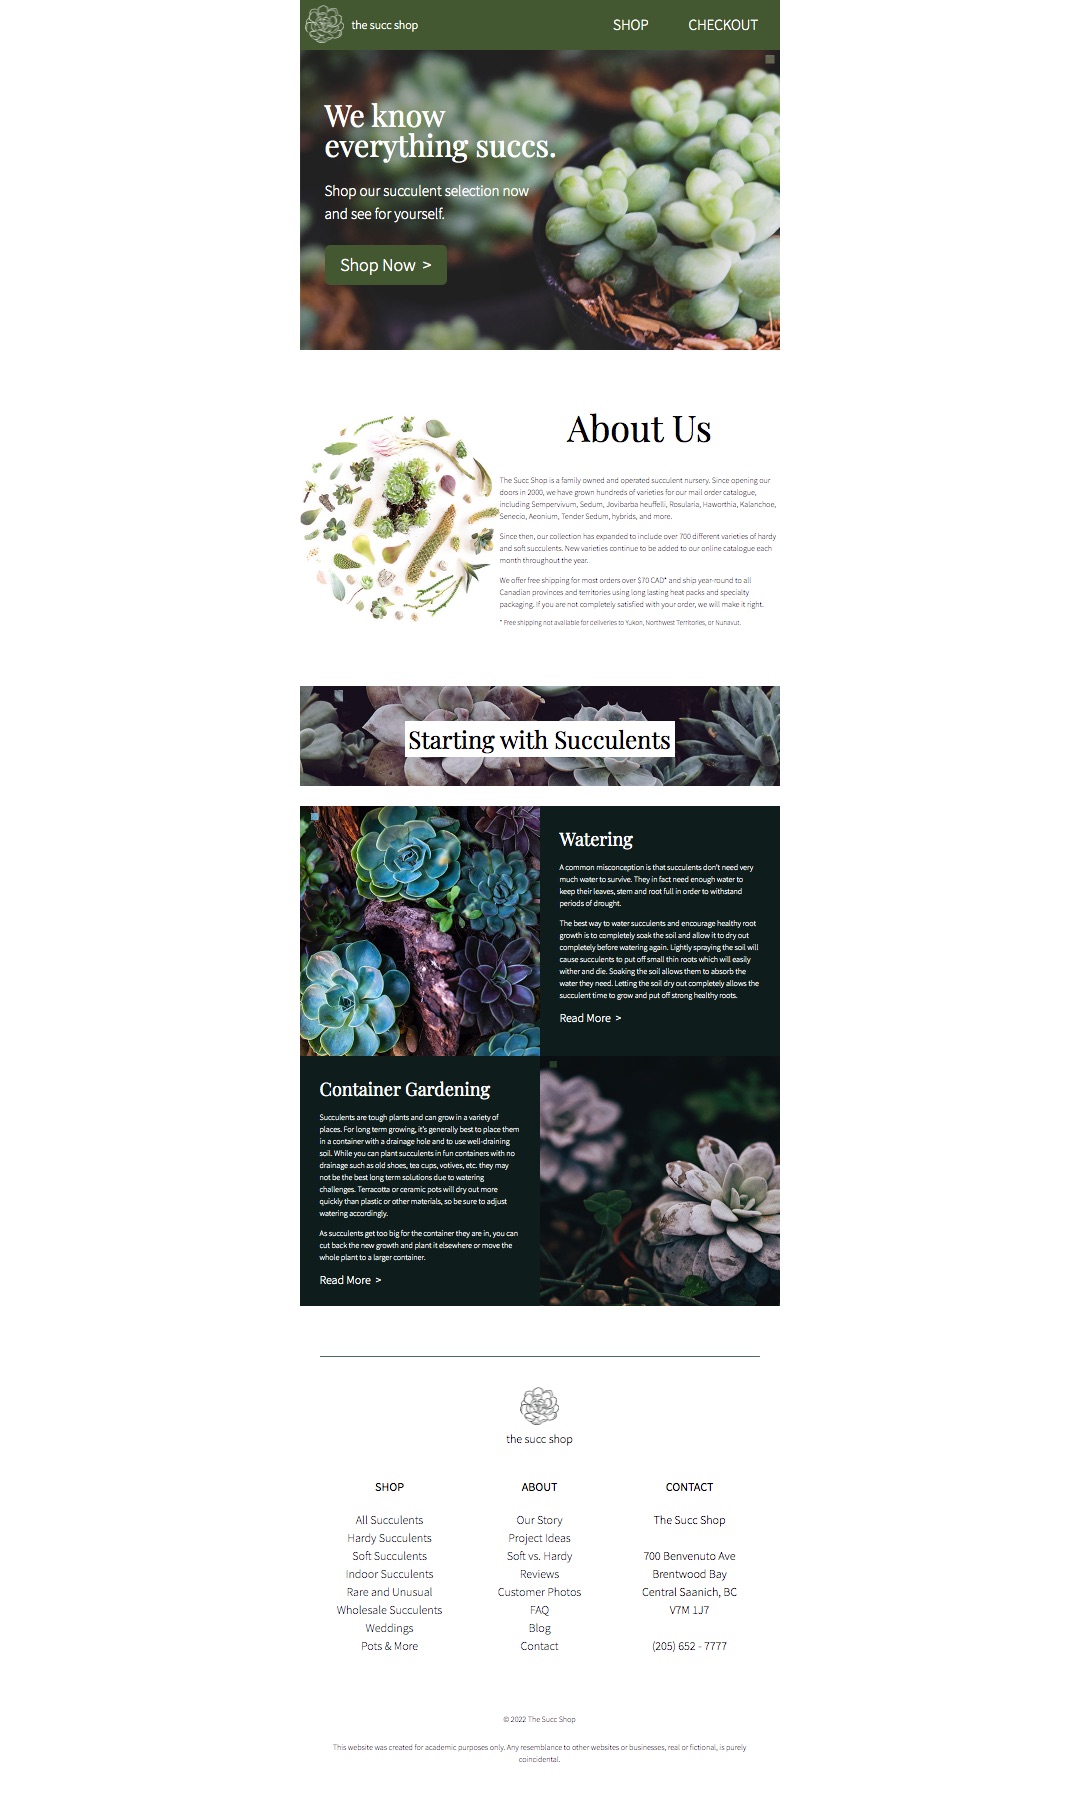 the succ shop
SHOP
CHECKOUT
We know
everything succs.
Shop our succulent selection now
and see for yourself.
Shop Now >
About Us
The Succ Shop is a family owned and operated succulent nursery. Since opening our
doors in 2000, we have grown hundreds of varieties for our mail order catalogue,
including Sempervivum, Sedum, Jovibarba heuffelli, Rosularia, Haworthia, Kalanchoe,
Senecio, Aeonium, Tender Sedum, hybrids, and more.
Since then, our collection has expanded to include over 700 different varieties of hardy
and soft succulents. New varieties continue to be added to our online catalogue each
month throughout the year.
We offer free shipping for most orders over $70 CAD* and ship year-round to all
Canadian provinces and territories using long lasting heat packs and specialty
packaging. If you are not completely satisfied with your order, we will make it right.
* Free shipping not available for deliveries to Yukon, Northwest Territories, or Nunavut.
Starting with Succulents
Watering
A common misconception is that succulents don't need very
much water to survive. They in fact need enough water to
keep their leaves, stem and root full in order to withstand
periods of drought.
The best way to water succulents and encourage healthy root
growth is to completely soak the soil and allow it to dry out
completely before watering again. Lightly spraying the soil will
cause succulents to put off small thin roots which will easily
wither and die. Soaking the soil allows them to absorb the
water they need. Letting the soil dry out completely allows the
succulent time to grow and put off strong healthy roots.
Read More >
Container Gardening
Succulents are tough plants and can grow in a variety of
places. For long term growing, it's generally best to place them
in a container with a drainage hole and to use well-draining
soil. While you can plant succulents in fun containers with no
drainage such as old shoes, tea cups, votives, etc. they may
not be the best long term solutions due to watering
challenges. Terracotta or ceramic pots will dry out more
quickly than plastic or other materials, so be sure to adjust
watering accordingly.
As succulents get too big for the container they are in, you can
cut back the new growth and plant it elsewhere or move the
whole plant to a larger container.
Read More >
the succ shop
SHOP
All Succulents
Hardy Succulents
Soft Succulents
Indoor Succulents
Rare and Unusual
Wholesale Succulents
Weddings
Pots & More
ABOUT
Our Story
Project Ideas
Soft vs. Hardy
Reviews
Customer Photos
FAQ
Blog
Contact
CONTACT
The Succ Shop
700 Benvenuto Ave
Brentwood Bay
Central Saanich, BC
V7M 1J7
(205) 652 - 7777
© 2022 The Succ Shop
This website was created for academic purposes only. Any resemblance to other websites or businesses, real or fictional, is purely
coincidental.